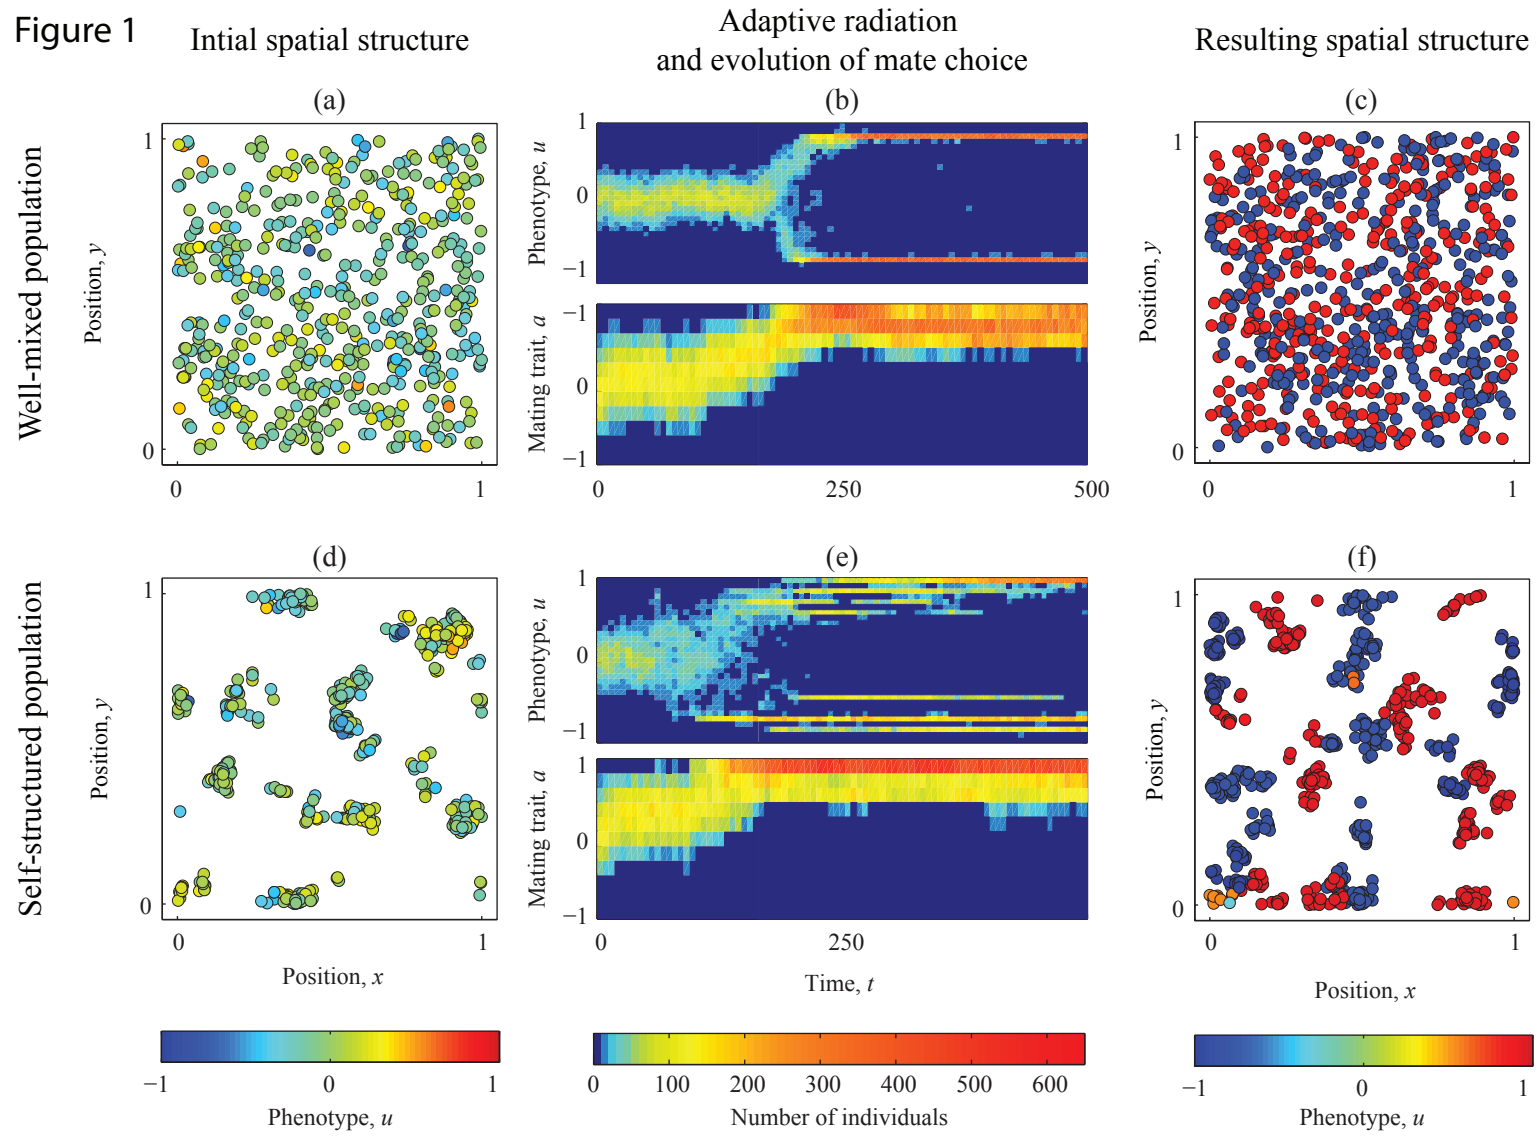 Figure 1
Intial spatial structure
Adaptive radiation
and evolution of mate choice
Resulting spatial structure
Well-mixed population
(a)
Position, y
1
0
0
1
(b)
Phenotype, u
1
0
−1
Mating trait, a
−1
0
−1
0
250
500
(c)
Position, y
1
0
0
1
Self-structured population
(d)
Position, y
1
0
0
1
Position, x
(e)
Phenotype, u
1
0
−1
Mating trait, a
1
0
−1
0
250
Time, t
(f)
Position, y
1
0
0
1
Position, x
−1
0
1
Phenotype, u
0
100
200
300
400
500
600
Number of individuals
−1
0
1
Phenotype, u